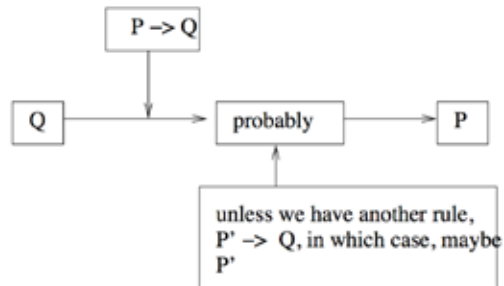 P -> Q
Q
probably
P
unless we have another rule,
P' -> Q, in which case, maybe
P'